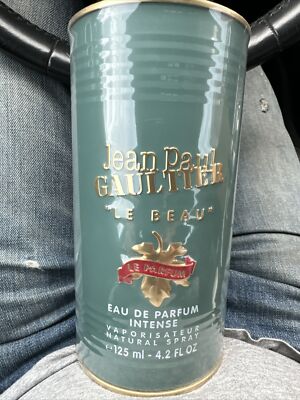 Jean Paul
GAULTIER
"LE BEAU"
LE PARFUM
EAU DE PARFUM
INTENSE
VAPORISATEUR
NATURAL SPRAY
℮ 125 ml - 4.2 FL OZ